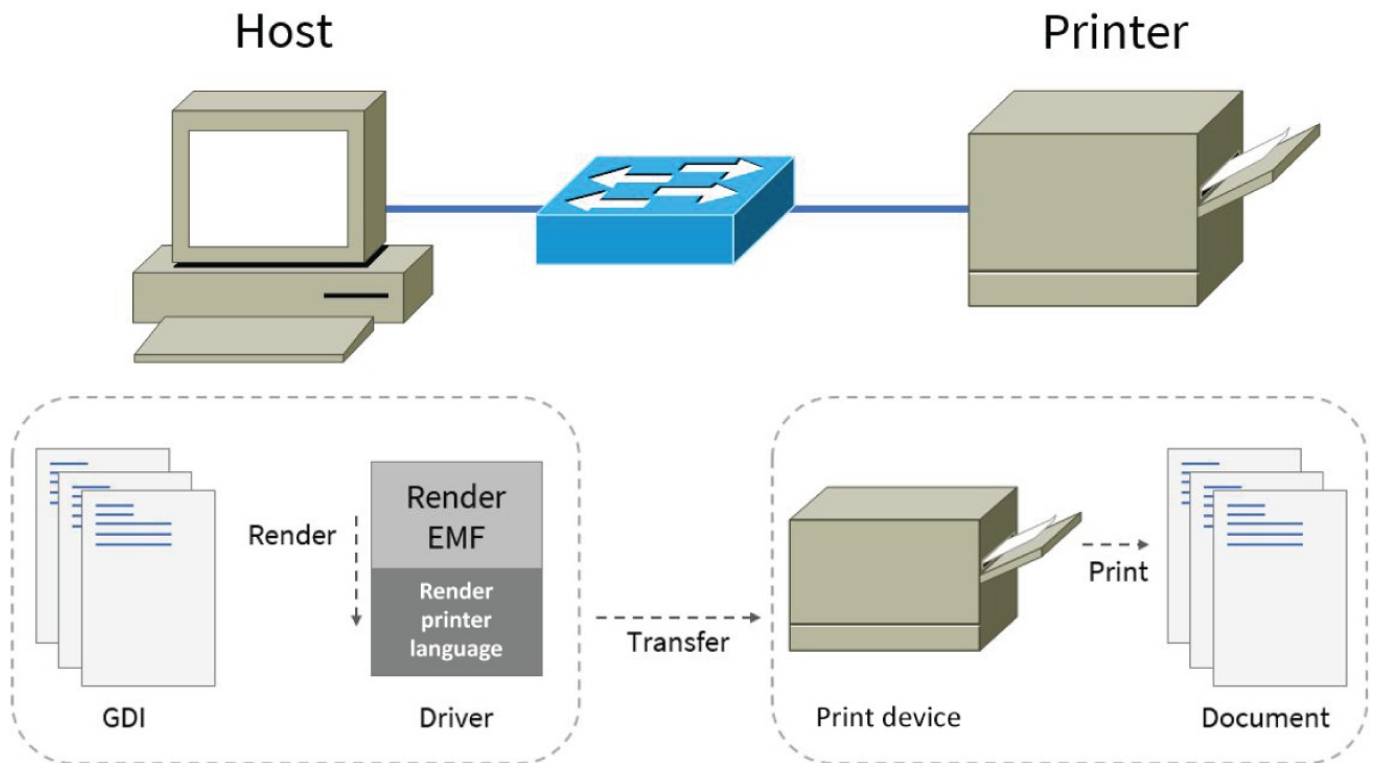 Host
Printer
Render
Render
EMF
Render
printer
language
Transfer
Print
GDI
Driver
Print device
Document